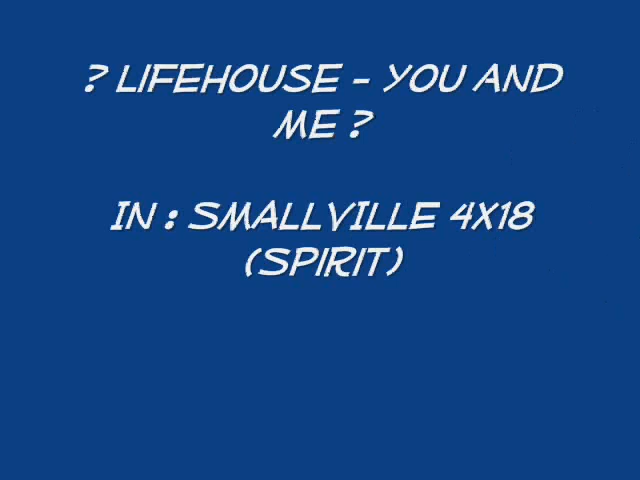 ? LIFEHOUSE - YOU AND
ME ?
IN : SMALLVILLE 4X18
(SPIRIT)